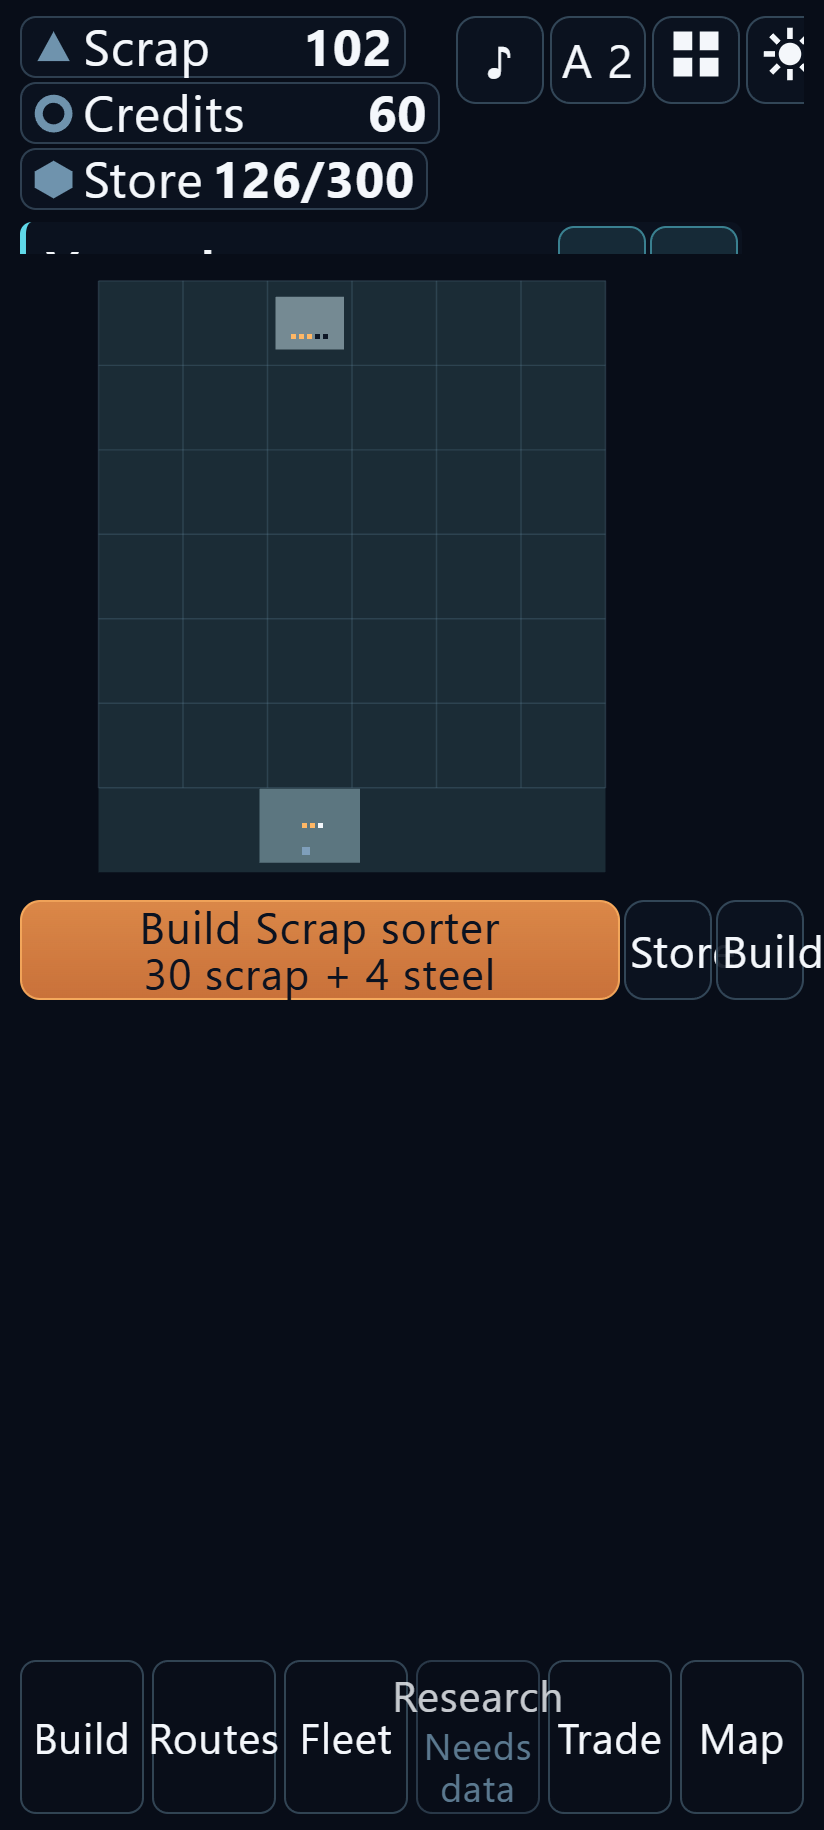 Scrap 102
Credits 60
Store 126/300
A 2
Build Scrap sorter
30 scrap + 4 steel
Build
Build
Routes
Fleet
Research
Needs
data
Trade
Map